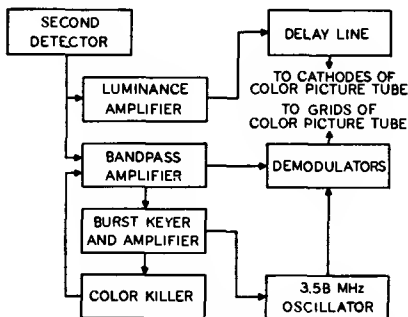 SECOND
DETECTOR
DELAY LINE
TO CATHODES OF
COLOR PICTURE TUBE
TO GRIDS OF
COLOR PICTURE TUBE
LUMINANCE
AMPLIFIER
BANDPASS
AMPLIFIER
DEMODULATORS
BURST KEYER
AND AMPLIFIER
COLOR KILLER
3.5B MHz
OSCILLATOR